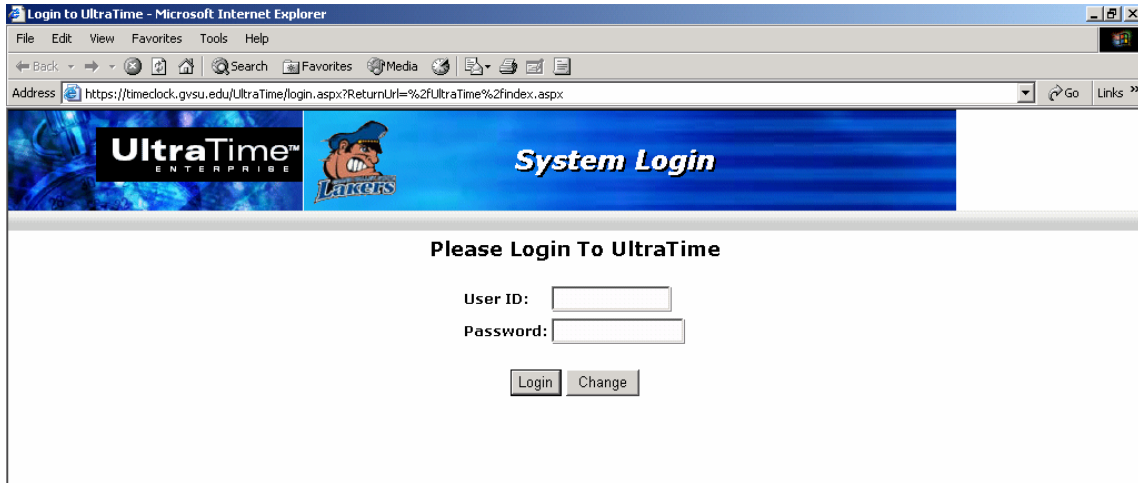 Login to UltraTime - Microsoft Internet Explorer
File Edit View Favorites Tools Help
Back Search Favorites Media
Address https://timeclock.gvsu.edu/UltraTime/login.aspx?ReturnUrl=%2fUltraTime%2findex.aspx Go Links »
UltraTime™
ENTERPRISE
Lakers
System Login
Please Login To UltraTime
User ID:
Password:
Login Change